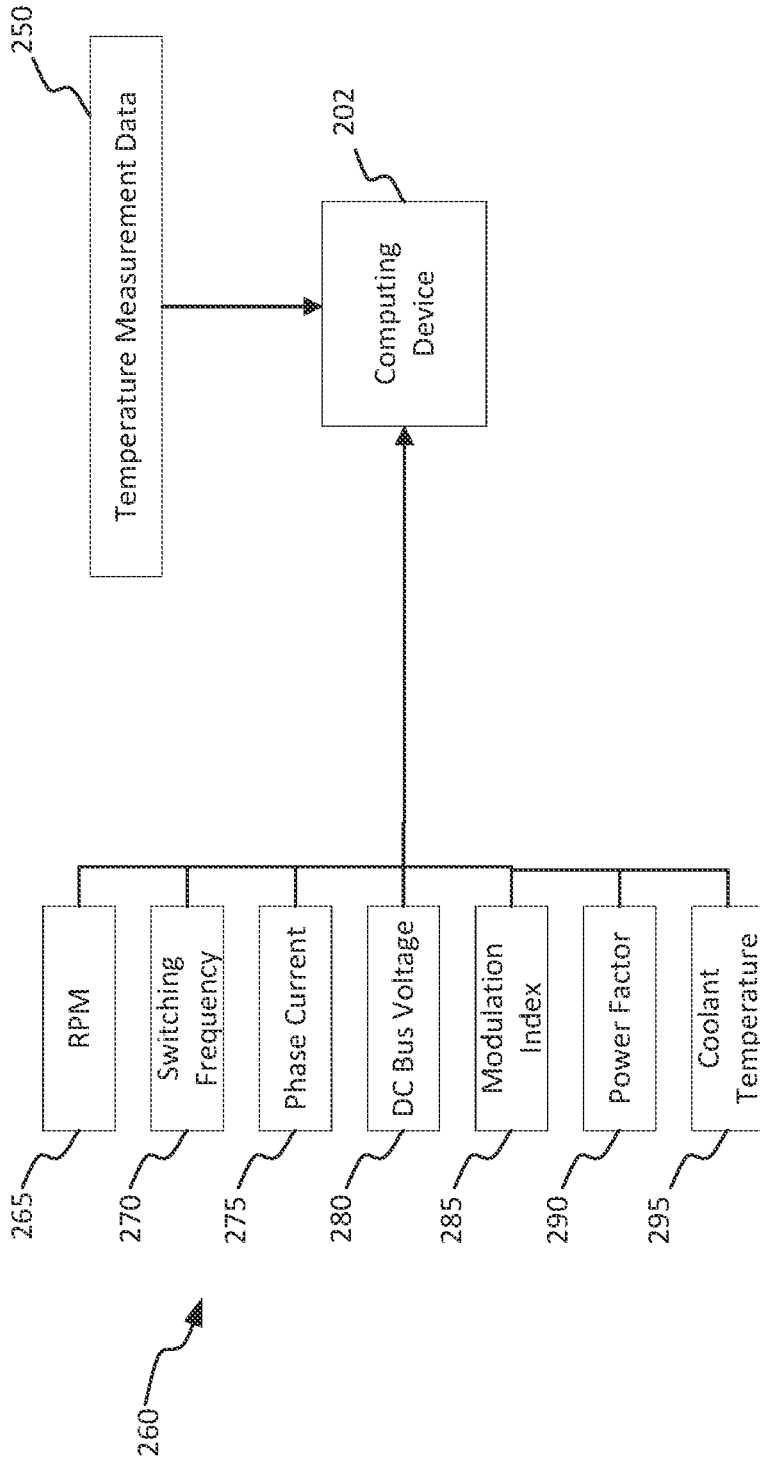 260
265
RPM
270
Switching
Frequency
275
Phase Current
280
DC Bus Voltage
285
Modulation
Index
290
Power Factor
295
Coolant
Temperature
250
Temperature Measurement Data
202
Computing
Device